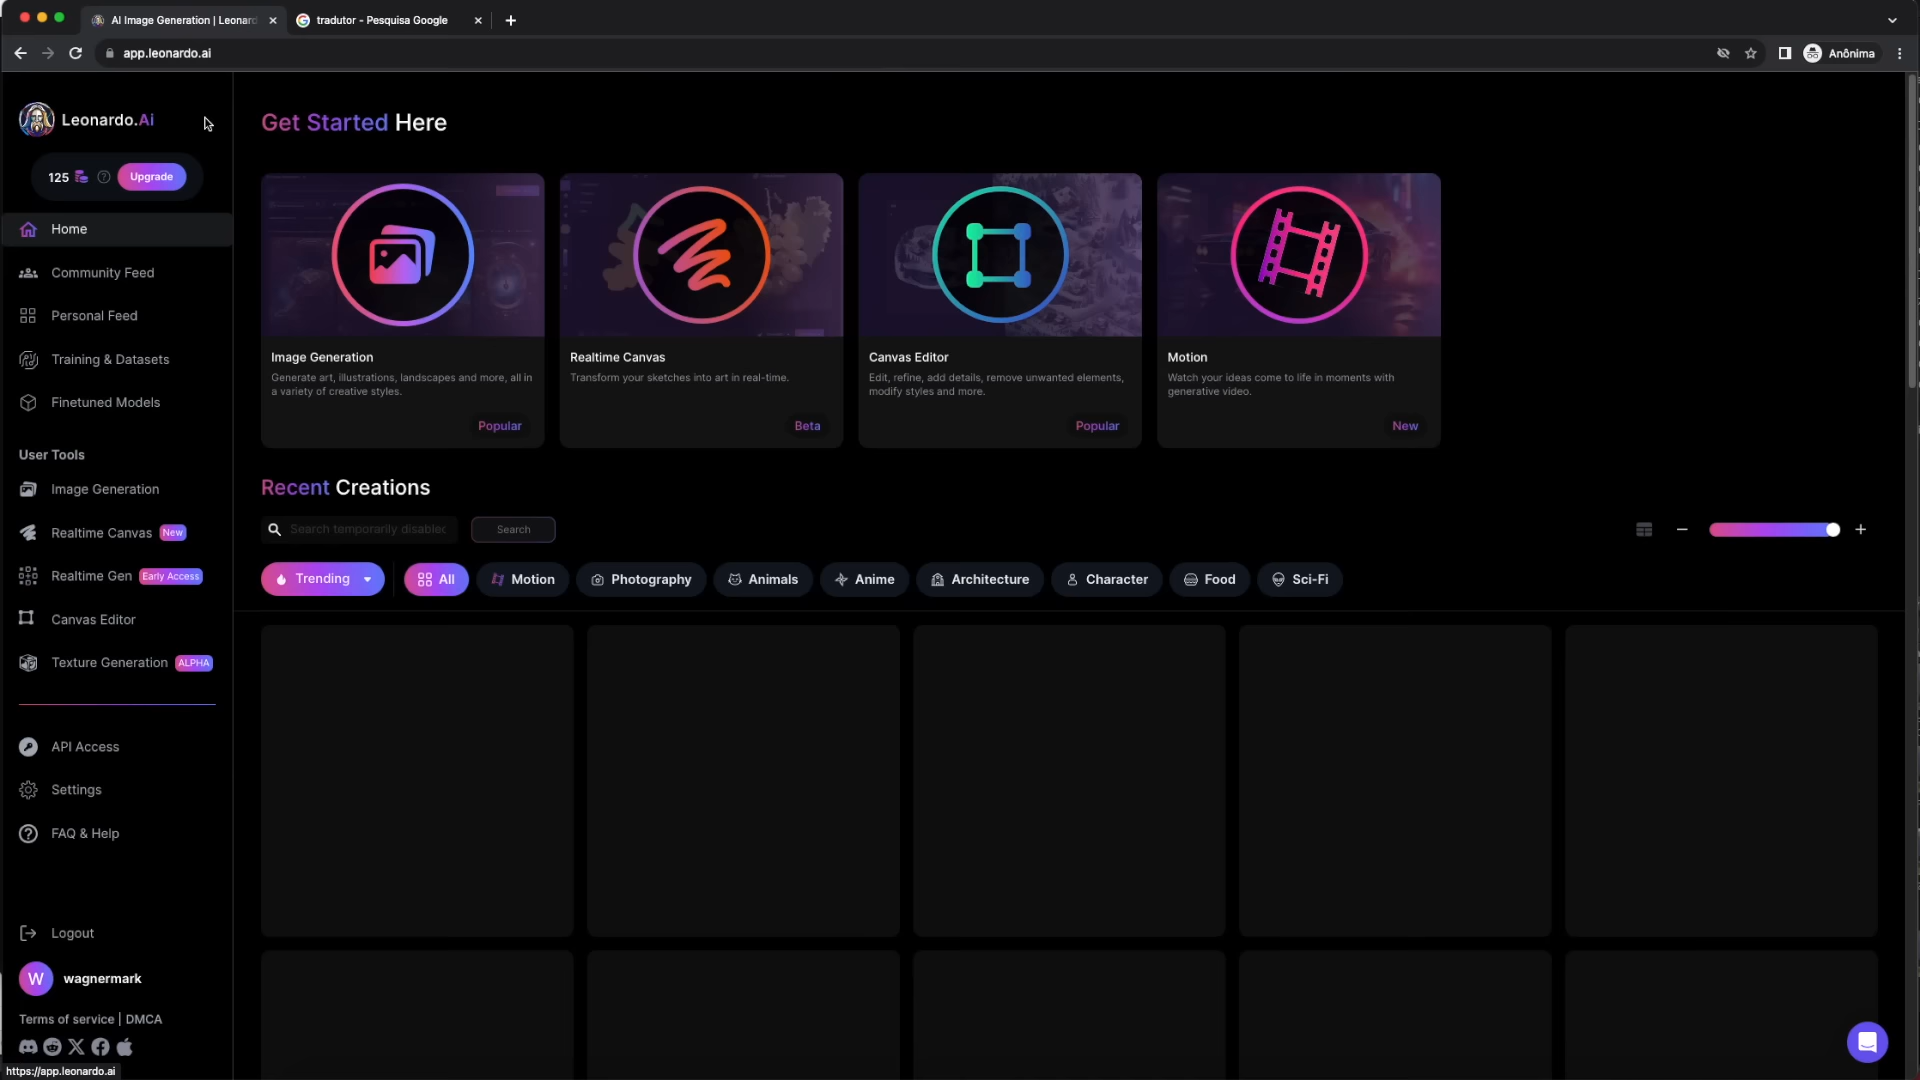 AI Image Generation | Leonard
tradutor - Pesquisa Google
app.leonardo.ai
Anônima
Leonardo.Ai
125
Upgrade
Home
Community Feed
Personal Feed
Training & Datasets
Finetuned Models
User Tools
Image Generation
Realtime Canvas New
Realtime Gen Early Access
Canvas Editor
Texture Generation ALPHA
API Access
Settings
FAQ & Help
Logout
W wagnermark
Terms of service | DMCA
https://app.leonardo.ai
Get Started Here
Image Generation
Generate art, illustrations, landscapes and more, all in
a variety of creative styles.
Popular
Realtime Canvas
Transform your sketches into art in real-time.
Beta
Canvas Editor
Edit, refine, add details, remove unwanted elements,
modify styles and more.
Popular
Motion
Watch your ideas come to life in moments with
generative video.
New
Recent Creations
Search temporarily disabled
Search
Trending
All
Motion
Photography
Animals
Anime
Architecture
Character
Food
Sci-Fi